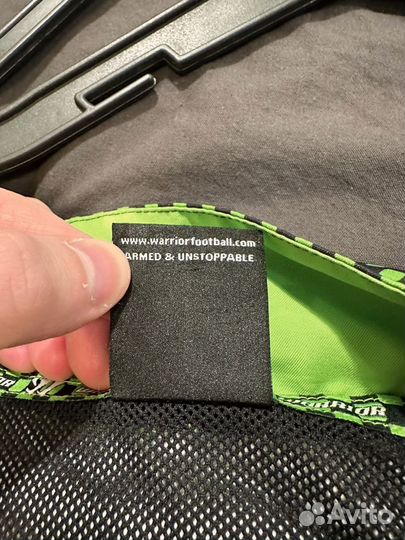 www.warriorfootball.com
ARMED & UNSTOPPABLE
WARRIOR
Avito